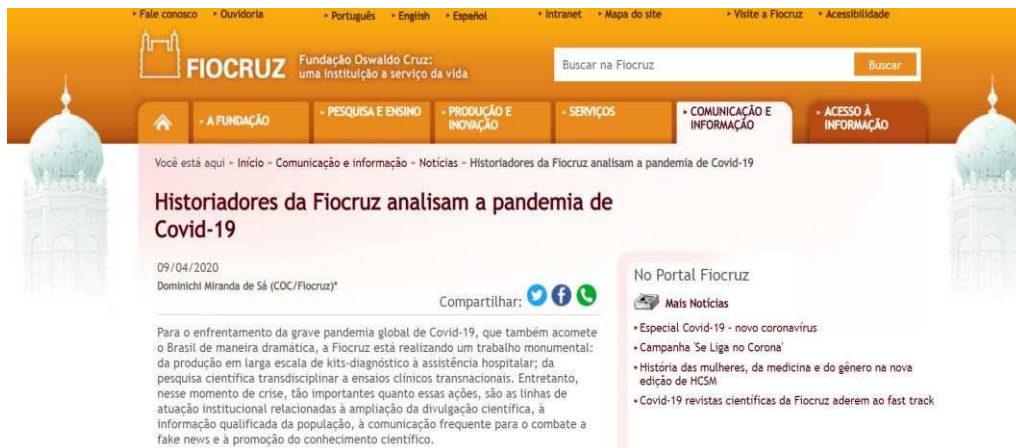 Fale conosco Ouvidoria Português English Español Intranet Mapa do site Visite a Fiocruz Acessibilidade
FIOCRUZ
Fundação Oswaldo Cruz:
uma instituição a serviço da vida
Buscar na Fiocruz Buscar
A FUNDAÇÃO
PESQUISA E ENSINO
PRODUÇÃO E
INOVAÇÃO
SERVIÇOS
COMUNICAÇÃO E
INFORMAÇÃO
ACESSO À
INFORMAÇÃO
Você está aqui - Início - Comunicação e informação - Notícias - Historiadores da Fiocruz analisam a pandemia de Covid-19
Historiadores da Fiocruz analisam a pandemia de
Covid-19
09/04/2020
Dominichi Miranda de Sá (COC/Fiocruz)*
Compartilhar:
Para o enfrentamento da grave pandemia global de Covid-19, que também acomete
o Brasil de maneira dramática, a Fiocruz está realizando um trabalho monumental:
da produção em larga escala de kits-diagnóstico à assistência hospitalar; da
pesquisa científica transdisciplinar a ensaios clínicos transnacionais. Entretanto,
nesse momento de crise, tão importantes quanto essas ações, são as linhas de
atuação institucional relacionadas à ampliação da divulgação científica, à
informação qualificada da população, à comunicação frequente para o combate a
fake news e à promoção do conhecimento científico.
No Portal Fiocruz
Mais Notícias
Especial Covid-19 - novo coronavírus
Campanha 'Se Liga no Corona'
História das mulheres, da medicina e do gênero na nova
edição de HCSM
Covid-19 revistas científicas da Fiocruz aderem ao fast track